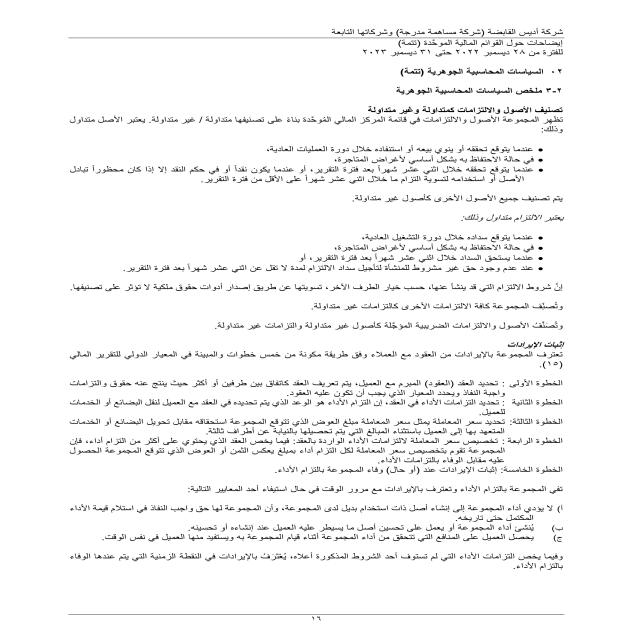 شركة أديس القابضة (شركة مساهمة مدرجة) وشركاتها التابعة
إيضاحات حول القوائم المالية الموحّدة (تتمة)
للفترة من ٢٨ ديسمبر ٢٠٢٢ حتى ٣١ ديسمبر ٢٠٢٣
٠٢ السياسات المحاسبية الجوهرية (تتمة)
٢-٣ ملخص السياسات المحاسبية الجوهرية
تصنيف الأصول والالتزامات كمتداولة وغير متداولة
تظهر المجموعة الأصول والالتزامات في قائمة المركز المالي المُوحّدة بناءً على تصنيفها متداولة / غير متداولة. يعتبر الأصل متداول
وذلك:
• عندما يتوقع تحققه أو ينوي بيعه أو استنفاده خلال دورة العمليات العادية،
• في حالة الاحتفاظ به بشكل أساسي لأغراض المتاجرة،
• عندما يتوقع تحققه خلال اثني عشر شهراً بعد فترة التقرير، أو عندما يكون نقداً أو في حكم النقد إلا إذا كان محظوراً تبادل
الأصل أو استخدامه لتسوية التزام ما خلال اثني عشر شهراً على الأقل من فترة التقرير.
يتم تصنيف جميع الأصول الأخرى كأصول غير متداولة.
يعتبر الالتزام متداول وذلك:
• عندما يتوقع سداده خلال دورة التشغيل العادية،
• في حالة الاحتفاظ به بشكل أساسي لأغراض المتاجرة،
• عندما يستحق السداد خلال اثني عشر شهراً بعد فترة التقرير، أو
• عند عدم وجود حق غير مشروط للمنشأة لتأجيل سداد الالتزام لمدة لا تقل عن اثني عشر شهراً بعد فترة التقرير.
إنّ شروط الالتزام التي قد ينشأ عنها، حسب خيار الطرف الآخر، تسويتها عن طريق إصدار أدوات حقوق ملكية لا تؤثر على تصنيفها.
وتُصنِّف المجموعة كافة الالتزامات الأخرى كالتزامات غير متداولة.
وتُصنَّفُ الأصول والالتزامات الضريبية المؤجّلة كأصول غير متداولة والتزامات غير متداولة.
إثبات الإيرادات
تعترف المجموعة بالإيرادات من العقود مع العملاء وفق طريقة مكونة من خمس خطوات والمبينة في المعيار الدولي للتقرير المالي
(١٥).
الخطوة الأولى : تحديد العقد (العقود) المبرم مع العميل، يتم تعريف العقد كاتفاق بين طرفين أو أكثر حيث ينتج عنه حقوق والتزامات
واجبة النفاذ ويحدد المعيار الذي يجب أن تكون عليه العقود.
الخطوة الثانية : تحديد التزامات الأداء في العقد، إن التزام الأداء هو الوعد الذي يتم تحديده في العقد مع العميل لنقل البضائع أو الخدمات
للعميل.
الخطوة الثالثة: تحديد سعر المعاملة يمثل سعر المعاملة مبلغ العوض الذي تتوقع المجموعة استحقاقه مقابل تحويل البضائع أو الخدمات
المتعهد بها إلى العميل باستثناء المبالغ التي يتم تحصيلها بالنيابة عن أطراف ثالثة.
الخطوة الرابعة : تخصيص سعر المعاملة لالتزامات الأداء الواردة بالعقد: فيما يخص العقد الذي يحتوي على أكثر من التزام أداء، فإن
المجموعة تقوم بتخصيص سعر المعاملة لكل التزام أداء بمبلغ يعكس الثمن أو العوض الذي تتوقع المجموعة الحصول
عليه مقابل الوفاء بالتزامات الأداء.
الخطوة الخامسة: إثبات الإيرادات عند (أو حال) وفاء المجموعة بالتزام الأداء.
تفي المجموعة بالتزام الأداء وتعترف بالإيرادات مع مرور الوقت في حال استيفاء أحد المعايير التالية:
ا) لا يؤدي أداء المجموعة إلى إنشاء أصل ذات استخدام بديل لدى المجموعة، وأن المجموعة لها حق واجب النفاذ في استلام قيمة الأداء
المكتمل حتى تاريخه.
ب) يُنشئ أداء المجموعة أو يعمل على تحسين أصل ما يسيطر عليه العميل عند إنشاءه أو تحسينه.
ج) يحصل العميل على المنافع التي تتحقق من أداء المجموعة أثناء قيام المجموعة به ويستفيد منها العميل في نفس الوقت.
وفيما يخص التزامات الأداء التي لم تستوف أحد الشروط المذكورة أعلاه، يُعْتَرَفُ بالإيرادات في النقطة الزمنية التي يتم عندها الوفاء
بالتزام الأداء.
١٦